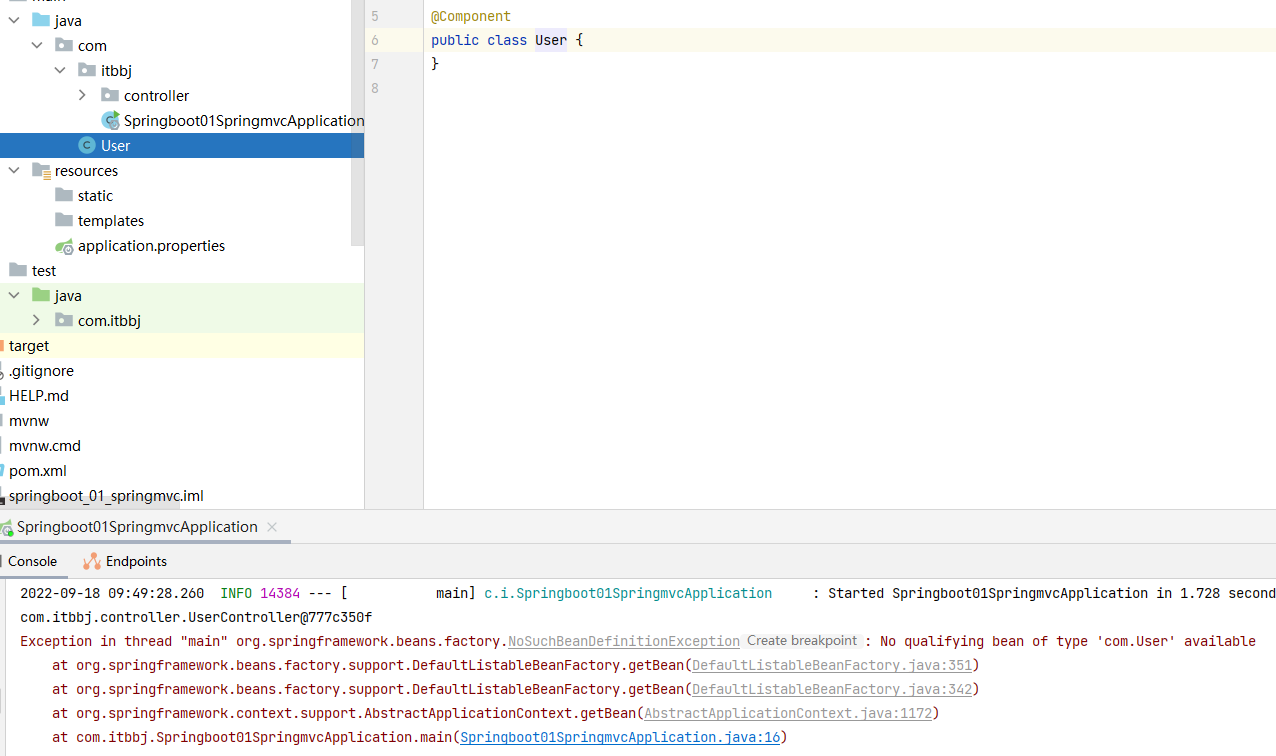 main
java
com
itbbj
controller
Springboot01SpringmvcApplication
User
resources
static
templates
application.properties
test
java
com.itbbj
target
.gitignore
HELP.md
mvnw
mvnw.cmd
pom.xml
springboot_01_springmvc.iml
5 @Component
6 public class User {
7 }
8
Springboot01SpringmvcApplication
Console Endpoints
2022-09-18 09:49:28.260 INFO 14384 --- [ main] c.i.Springboot01SpringmvcApplication : Started Springboot01SpringmvcApplication in 1.728 second
com.itbbj.controller.UserController@777c350f
Exception in thread "main" org.springframework.beans.factory.NoSuchBeanDefinitionException Create breakpoint : No qualifying bean of type 'com.User' available
at org.springframework.beans.factory.support.DefaultListableBeanFactory.getBean(DefaultListableBeanFactory.java:351)
at org.springframework.beans.factory.support.DefaultListableBeanFactory.getBean(DefaultListableBeanFactory.java:342)
at org.springframework.context.support.AbstractApplicationContext.getBean(AbstractApplicationContext.java:1172)
at com.itbbj.Springboot01SpringmvcApplication.main(Springboot01SpringmvcApplication.java:16)